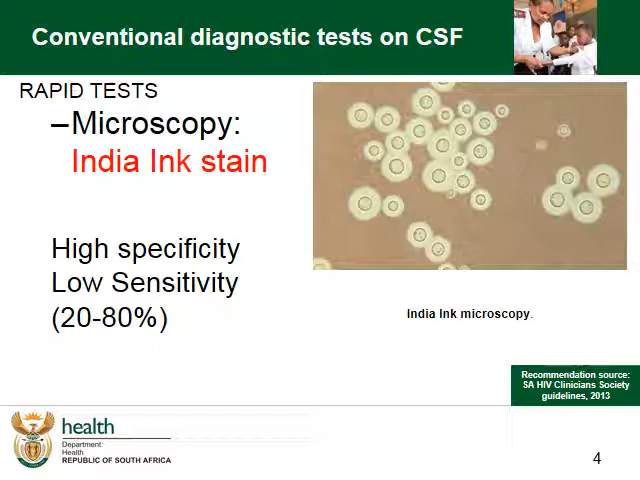 Conventional diagnostic tests on CSF
RAPID TESTS
–Microscopy:
India Ink stain
High specificity
Low Sensitivity
(20-80%)
India Ink microscopy.
Recommendation source:
SA HIV Clinicians Society
guidelines, 2013
health
Department:
Health
REPUBLIC OF SOUTH AFRICA
4